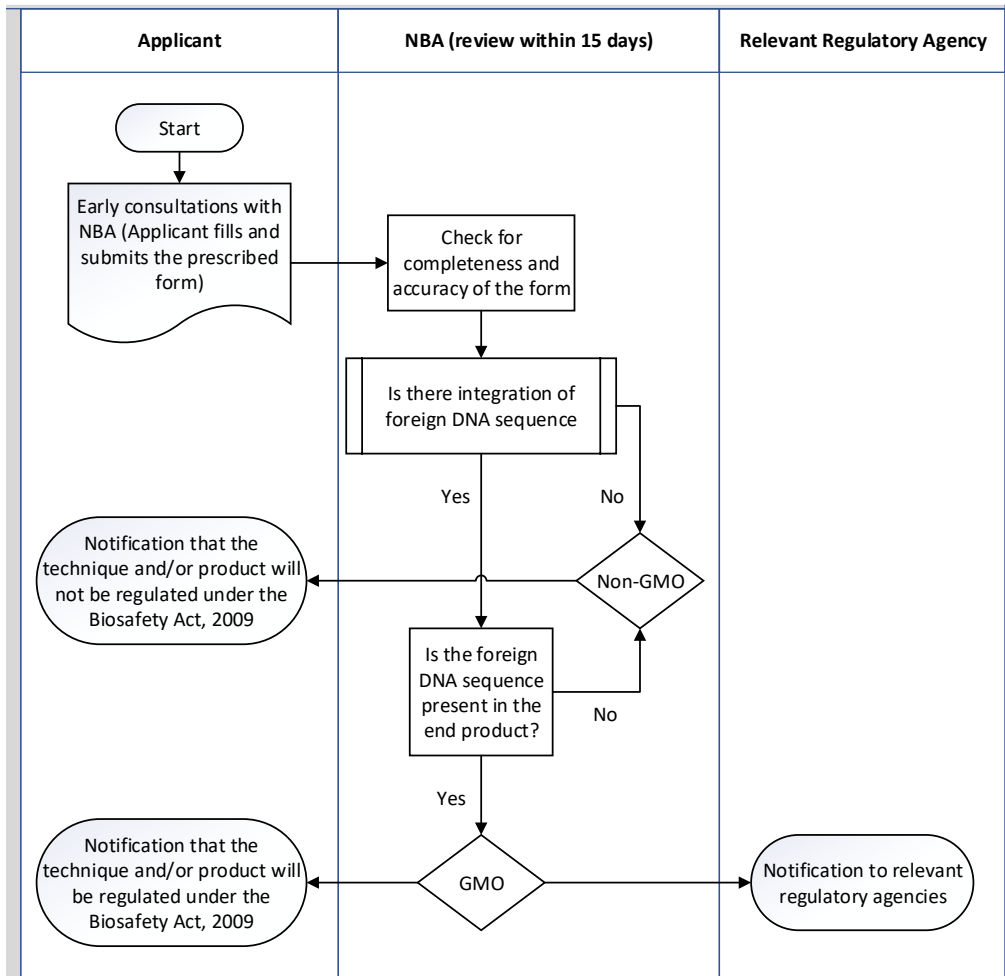 Applicant
NBA (review within 15 days)
Relevant Regulatory Agency
Start
Early consultations with
NBA (Applicant fills and
submits the prescribed
form)
Check for
completeness and
accuracy of the form
Is there integration of
foreign DNA sequence
Yes
No
Notification that the
technique and/or product will
not be regulated under the
Biosafety Act, 2009
Non-GMO
Is the foreign
DNA sequence
present in the
end product?
No
Yes
Notification that the
technique and/or product will
be regulated under the
Biosafety Act, 2009
GMO
Notification to relevant
regulatory agencies